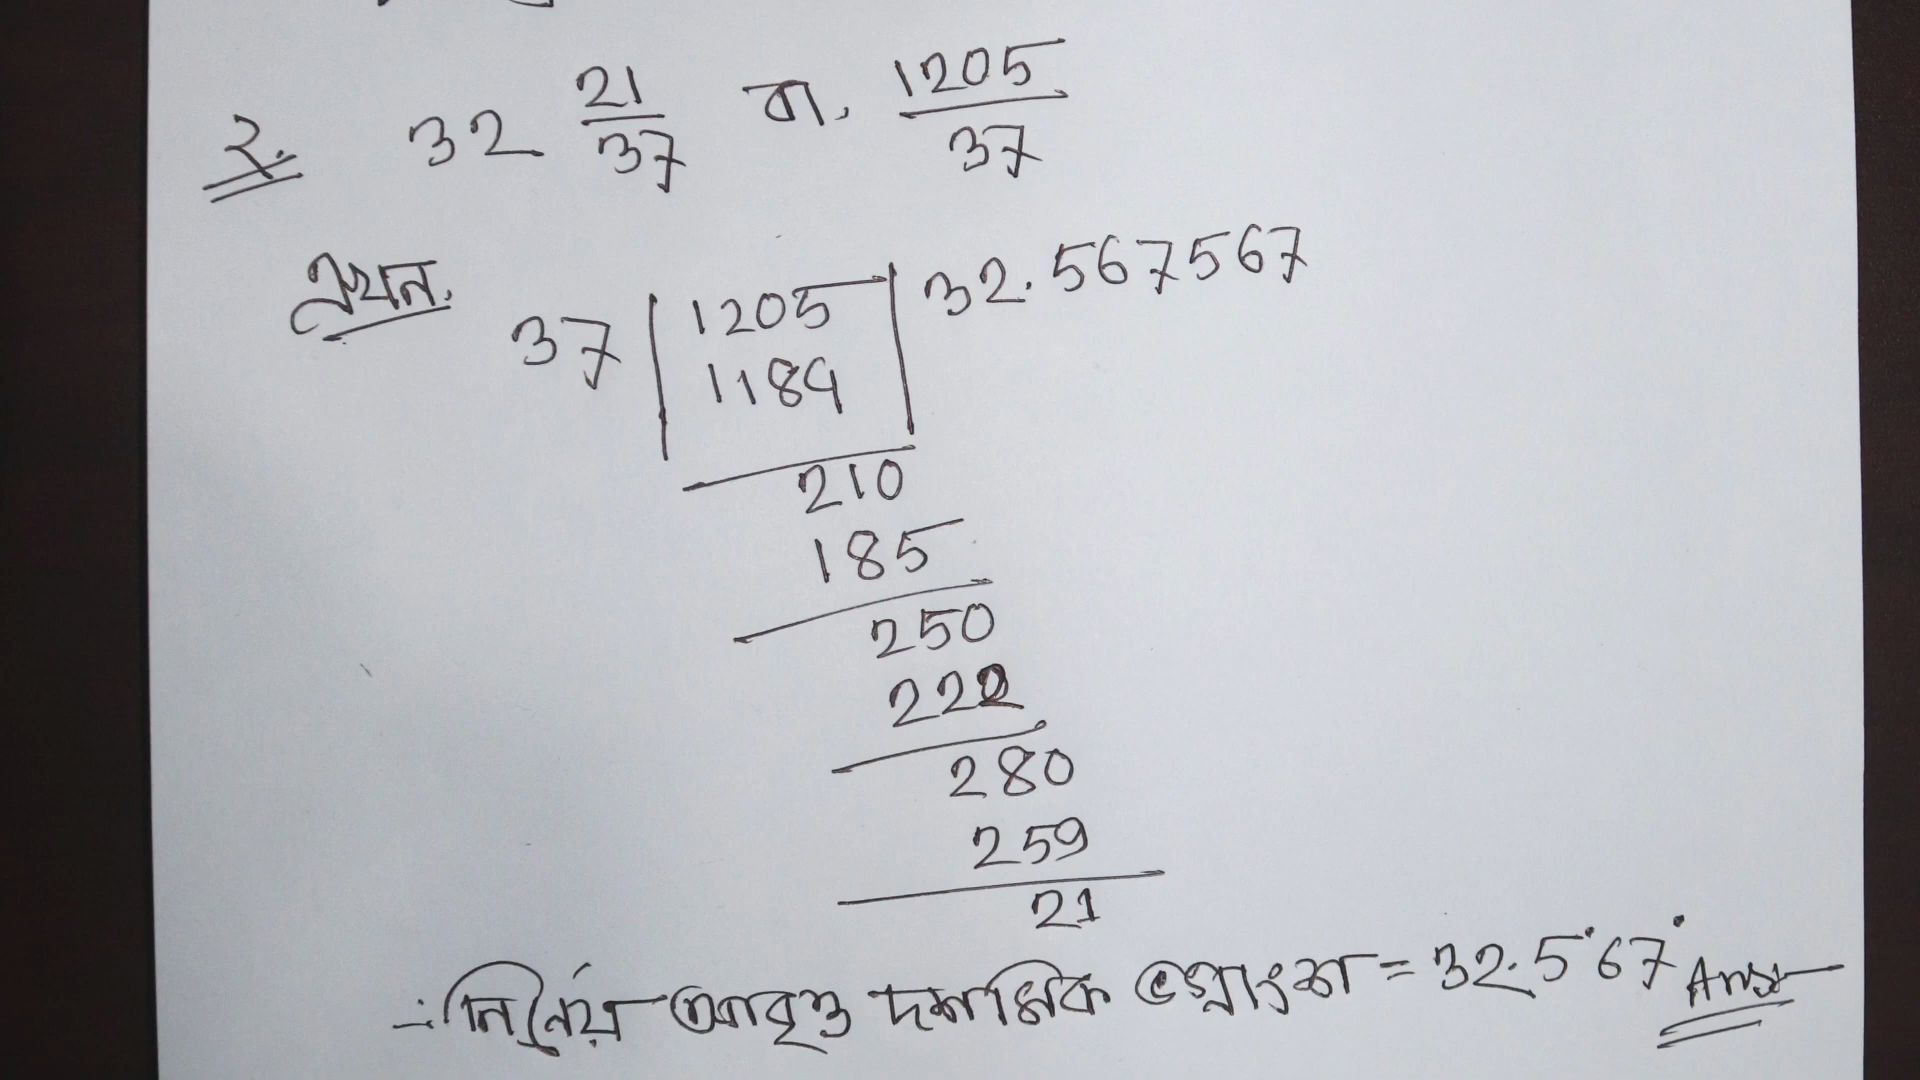 ২. 32 21/37 বা, 1205/37
এখন, 37 | 1205 | 32.567567
1184
210
185
250
222
280
259
21
∴ নির্ণেয় আবৃত্ত দশমিক ভগ্নাংশ = 32.5̇67̇ Ans